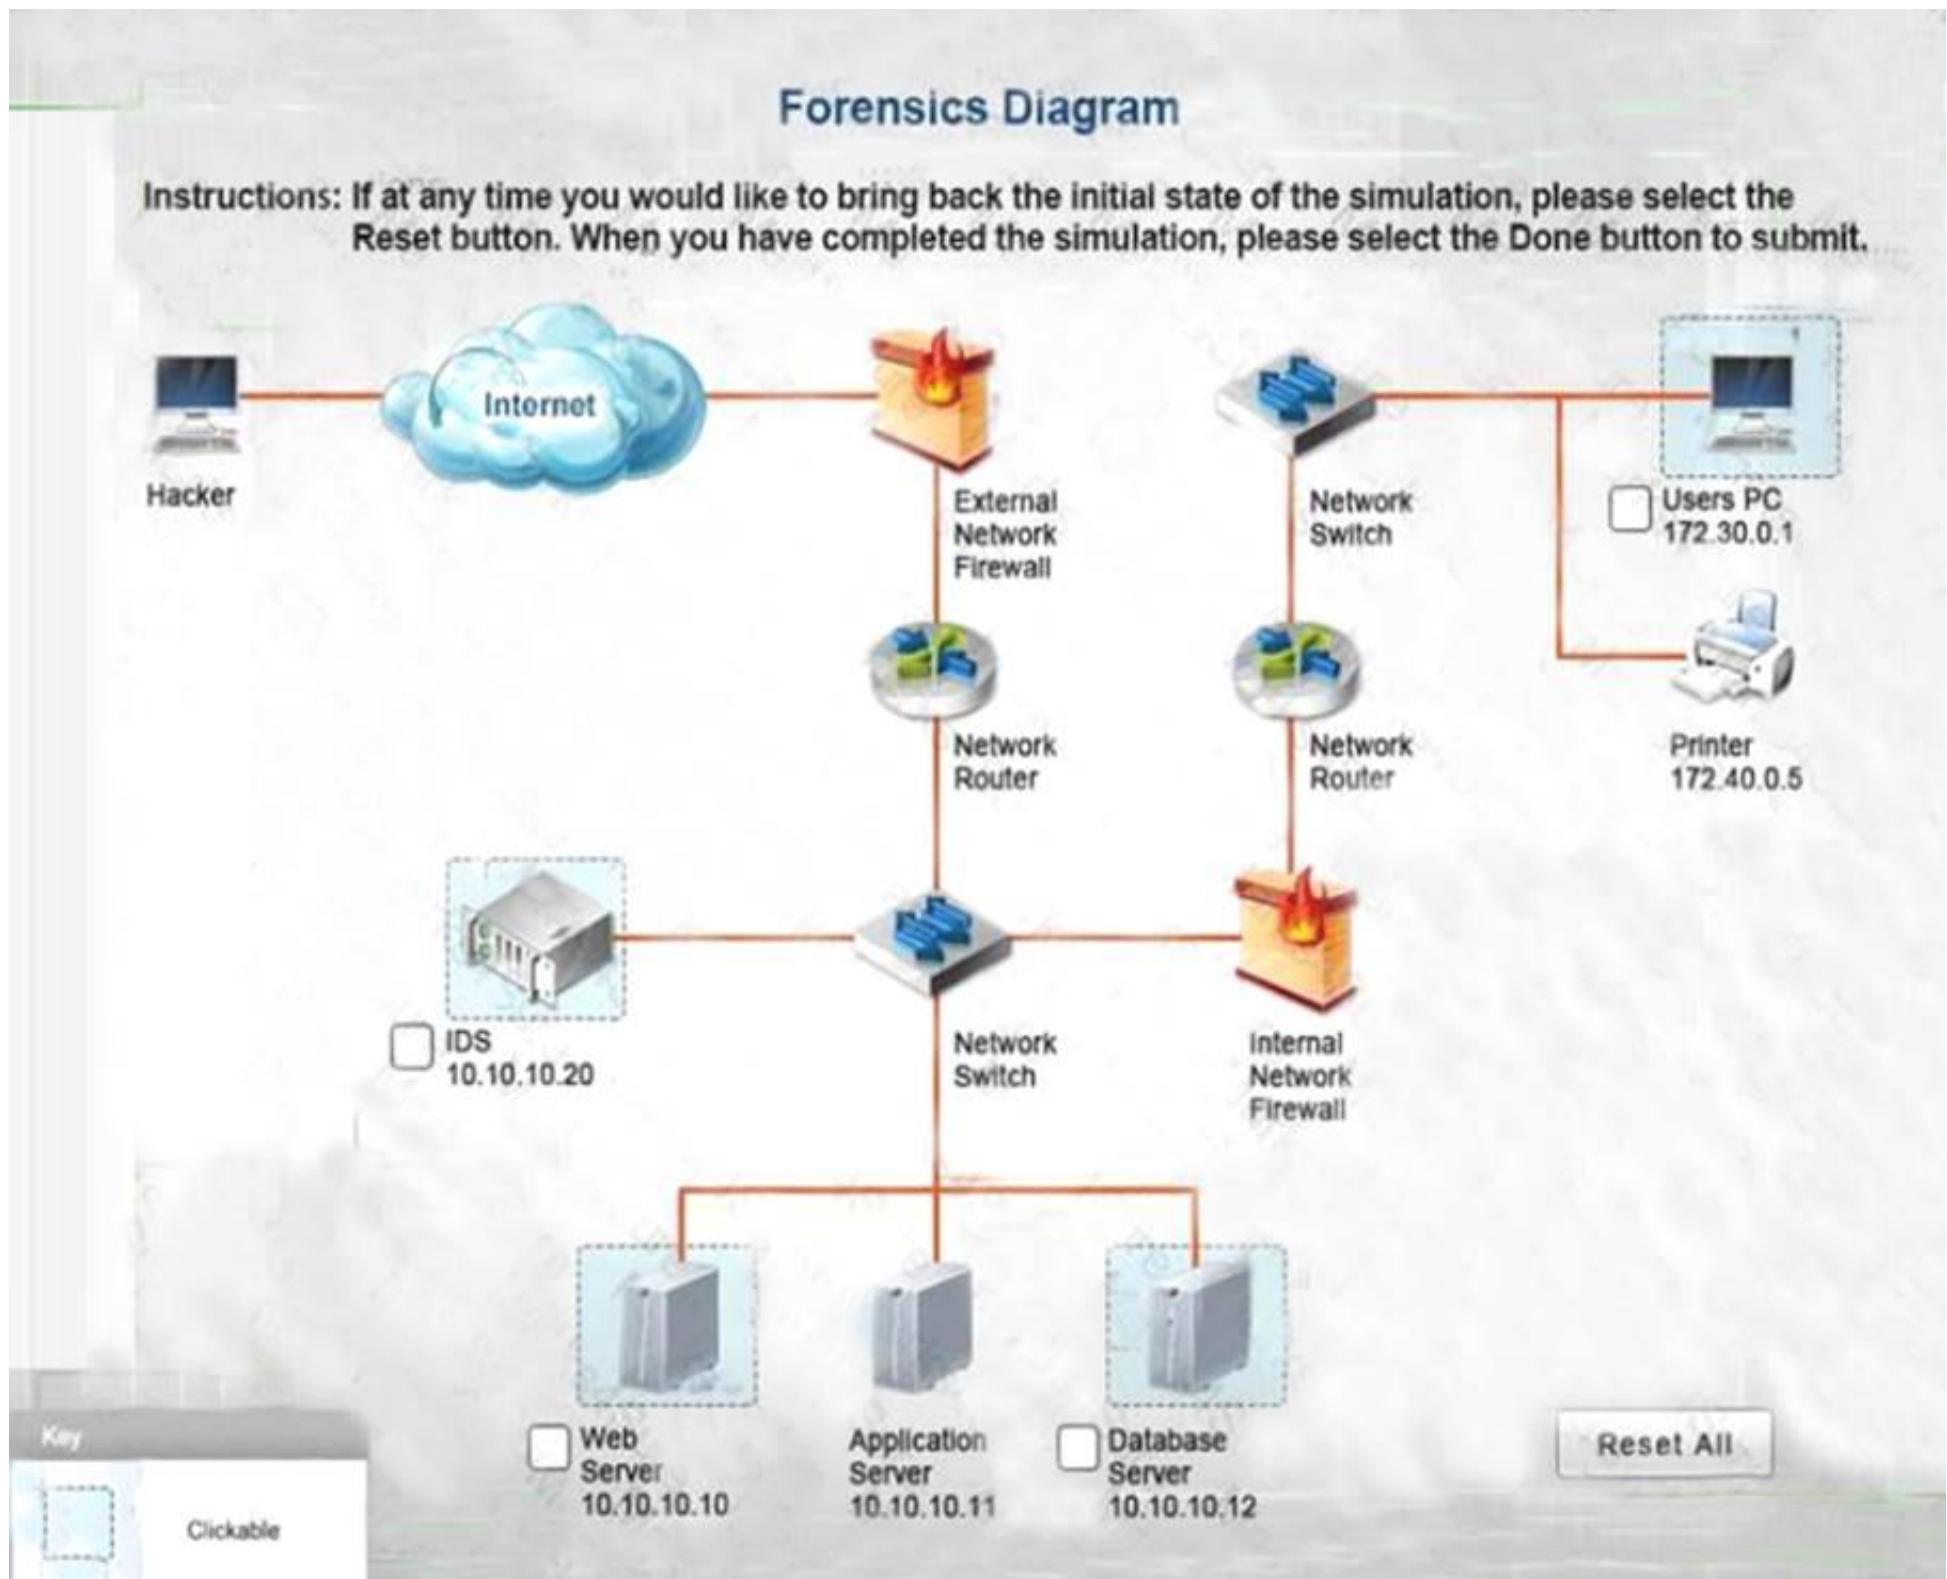 Forensics Diagram
Instructions: If at any time you would like to bring back the initial state of the simulation, please select the
Reset button. When you have completed the simulation, please select the Done button to submit.
Internet
Hacker
External
Network
Firewall
Network
Switch
Users PC
172.30.0.1
Network
Router
Network
Router
Printer
172.40.0.5
IDS
10.10.10.20
Network
Switch
Internal
Network
Firewall
Web
Server
10.10.10.10
Application
Server
10.10.10.11
Database
Server
10.10.10.12
Reset All
Key
Clickable